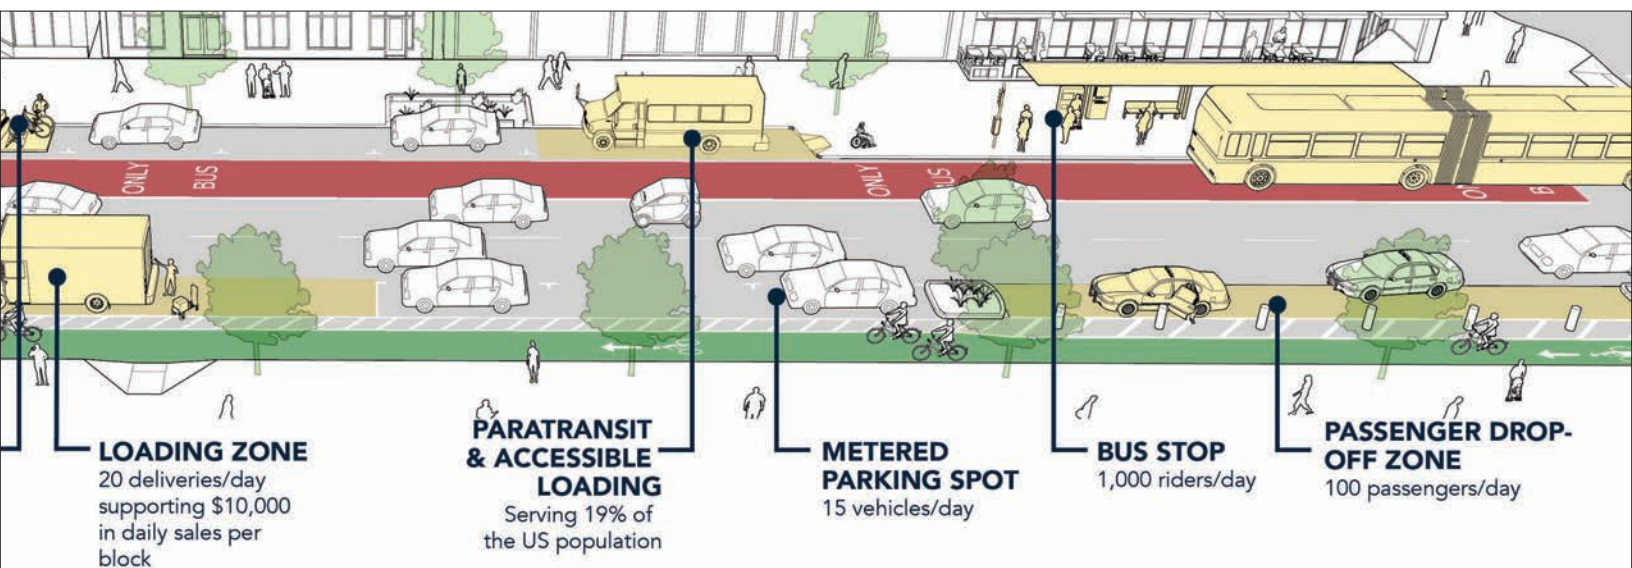 ONLY
BUS
ONLY
BUS
LOADING ZONE
20 deliveries/day
supporting $10,000
in daily sales per
block
PARATRANSIT
& ACCESSIBLE
LOADING
Serving 19% of
the US population
METERED
PARKING SPOT
15 vehicles/day
BUS STOP
1,000 riders/day
PASSENGER DROP-
OFF ZONE
100 passengers/day